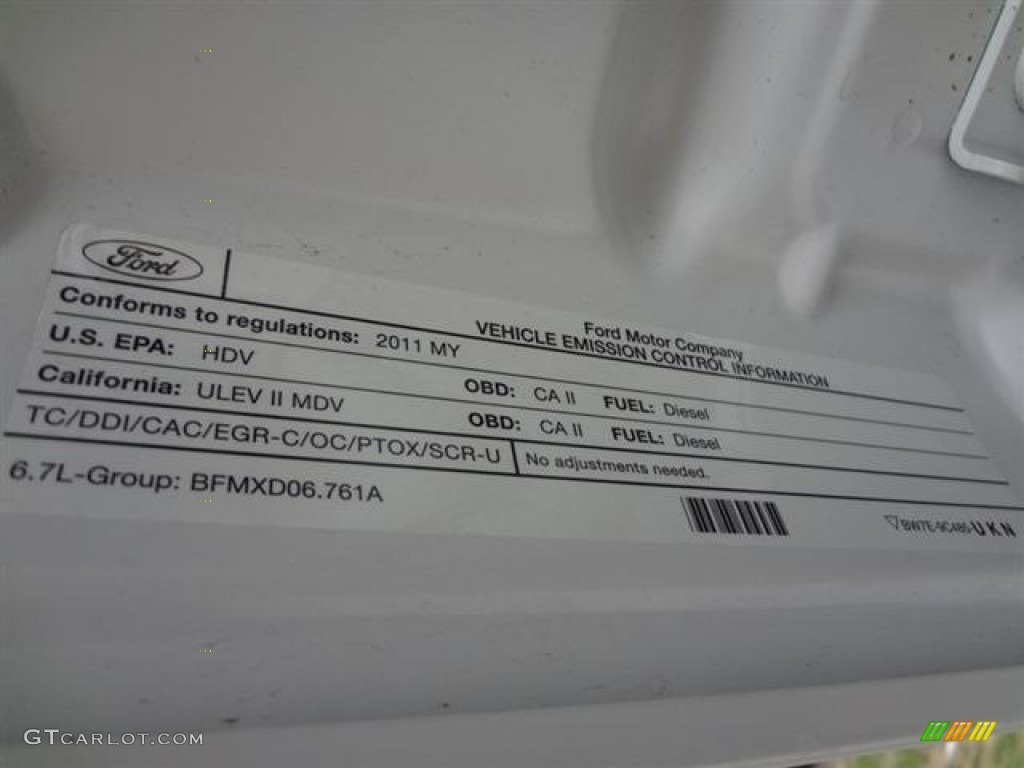 Ford
Ford Motor Company
VEHICLE EMISSION CONTROL INFORMATION
Conforms to regulations: 2011 MY
U.S. EPA: HDV OBD: CA II FUEL: Diesel
California: ULEV II MDV OBD: CA II FUEL: Diesel
TC/DDI/CAC/EGR-C/OC/PTOX/SCR-U No adjustments needed.
6.7L-Group: BFMXD06.761A
UKN
GTCARLOT.COM